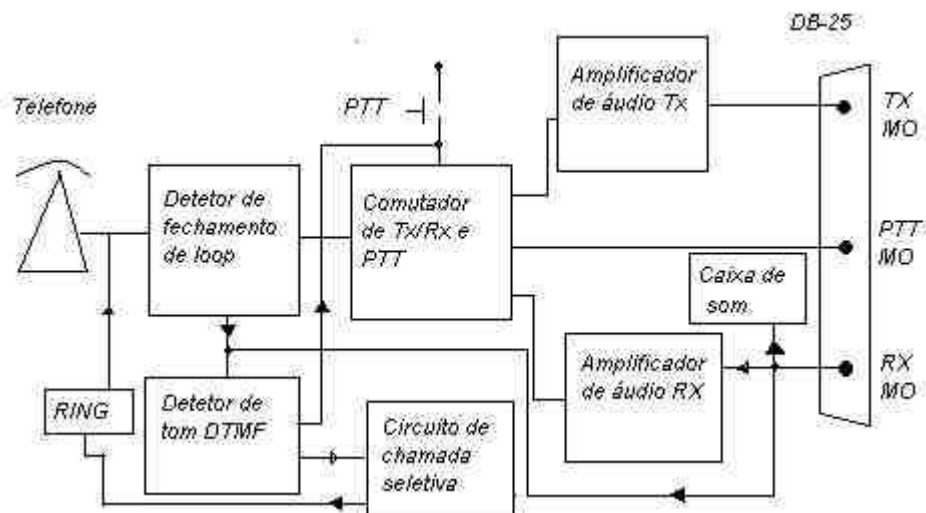 DB-25
Telefone
PTT
Amplificador
de áudio Tx
TX
MO
Detetor de
fechamento
de loop
Comutador
de Tx/Rx e
PTT
PTT
MO
Caixa de
som
RING
Detetor de
tom DTMF
Circuíto de
chamada
seletiva
Amplificador
de áudio RX
RX
MO